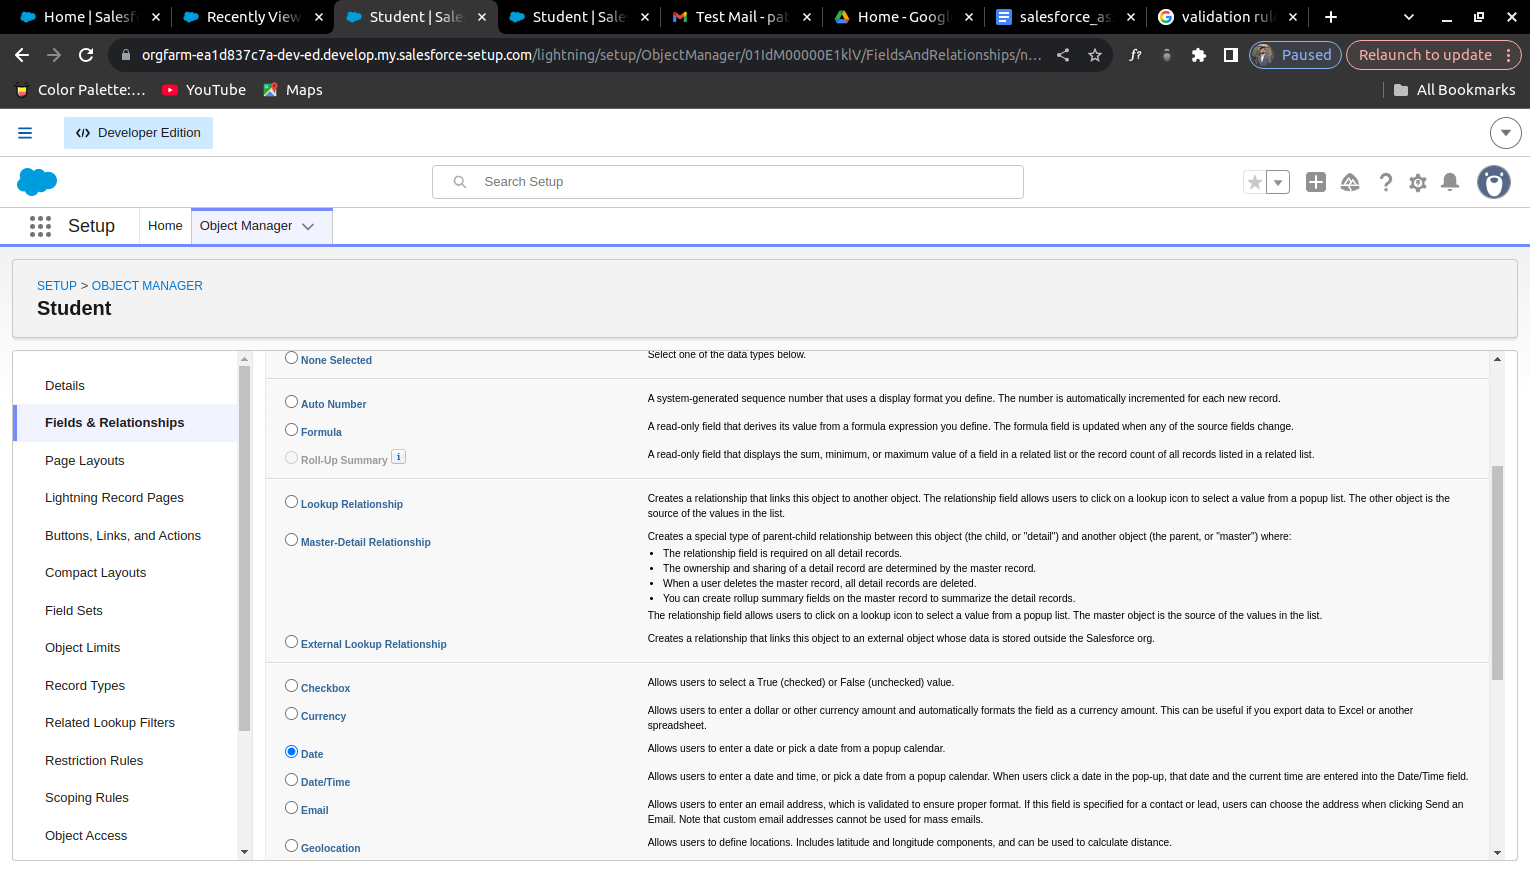 Home | Salesf
Recently View
Student | Sale
Student | Sale
Test Mail - pat
Home - Googl
salesforce_as
validation rul
orgfarm-ea1d837c7a-dev-ed.develop.my.salesforce-setup.com/lightning/setup/ObjectManager/01IdM00000E1klV/FieldsAndRelationships/n...
f?
Paused
Relaunch to update
Color Palette:...
YouTube
Maps
All Bookmarks
Developer Edition
Search Setup
Setup
Home
Object Manager
SETUP > OBJECT MANAGER
Student
Details
Fields & Relationships
Page Layouts
Lightning Record Pages
Buttons, Links, and Actions
Compact Layouts
Field Sets
Object Limits
Record Types
Related Lookup Filters
Restriction Rules
Scoping Rules
Object Access
None Selected
Select one of the data types below.
Auto Number
A system-generated sequence number that uses a display format you define. The number is automatically incremented for each new record.
Formula
A read-only field that derives its value from a formula expression you define. The formula field is updated when any of the source fields change.
Roll-Up Summary i
A read-only field that displays the sum, minimum, or maximum value of a field in a related list or the record count of all records listed in a related list.
Lookup Relationship
Creates a relationship that links this object to another object. The relationship field allows users to click on a lookup icon to select a value from a popup list. The other object is the
source of the values in the list.
Master-Detail Relationship
Creates a special type of parent-child relationship between this object (the child, or "detail") and another object (the parent, or "master") where:
• The relationship field is required on all detail records.
• The ownership and sharing of a detail record are determined by the master record.
• When a user deletes the master record, all detail records are deleted.
• You can create rollup summary fields on the master record to summarize the detail records.
The relationship field allows users to click on a lookup icon to select a value from a popup list. The master object is the source of the values in the list.
External Lookup Relationship
Creates a relationship that links this object to an external object whose data is stored outside the Salesforce org.
Checkbox
Allows users to select a True (checked) or False (unchecked) value.
Currency
Allows users to enter a dollar or other currency amount and automatically formats the field as a currency amount. This can be useful if you export data to Excel or another
spreadsheet.
Date
Allows users to enter a date or pick a date from a popup calendar.
Date/Time
Allows users to enter a date and time, or pick a date from a popup calendar. When users click a date in the pop-up, that date and the current time are entered into the Date/Time field.
Email
Allows users to enter an email address, which is validated to ensure proper format. If this field is specified for a contact or lead, users can choose the address when clicking Send an
Email. Note that custom email addresses cannot be used for mass emails.
Geolocation
Allows users to define locations. Includes latitude and longitude components, and can be used to calculate distance.